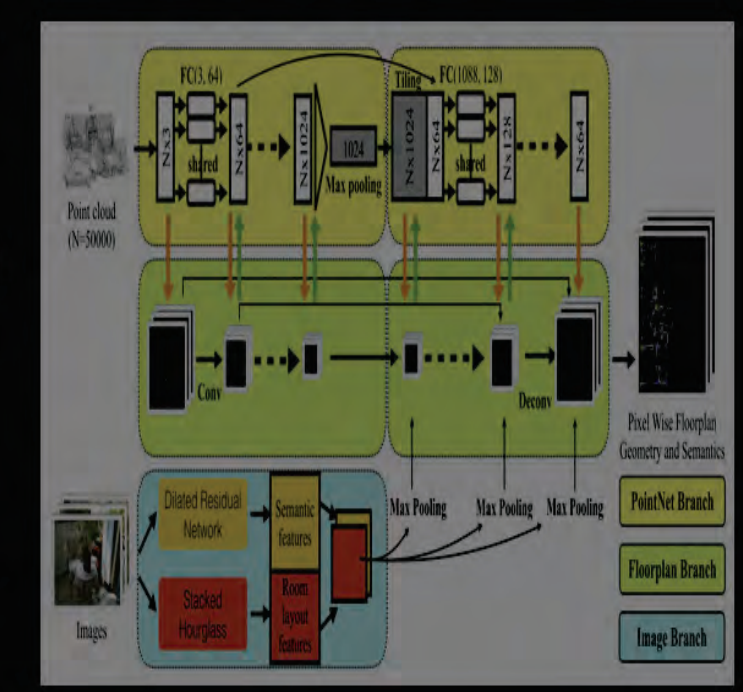 FC(3, 64)
Tiling
FC(1088, 128)
Nx3
Nx64
Nx1024
1024
Nx1024
Nx64
Nx128
Nx64
shared
shared
Max pooling
Point cloud
(N=50000)
Conv
Deconv
Pixel Wise Floorplan
Geometry and Semantics
Dilated Residual
Network
Semantic
features
Max Pooling
Max Pooling
Max Pooling
PointNet Branch
Stacked
Hourglass
Room
layout
features
Floorplan Branch
Images
Image Branch